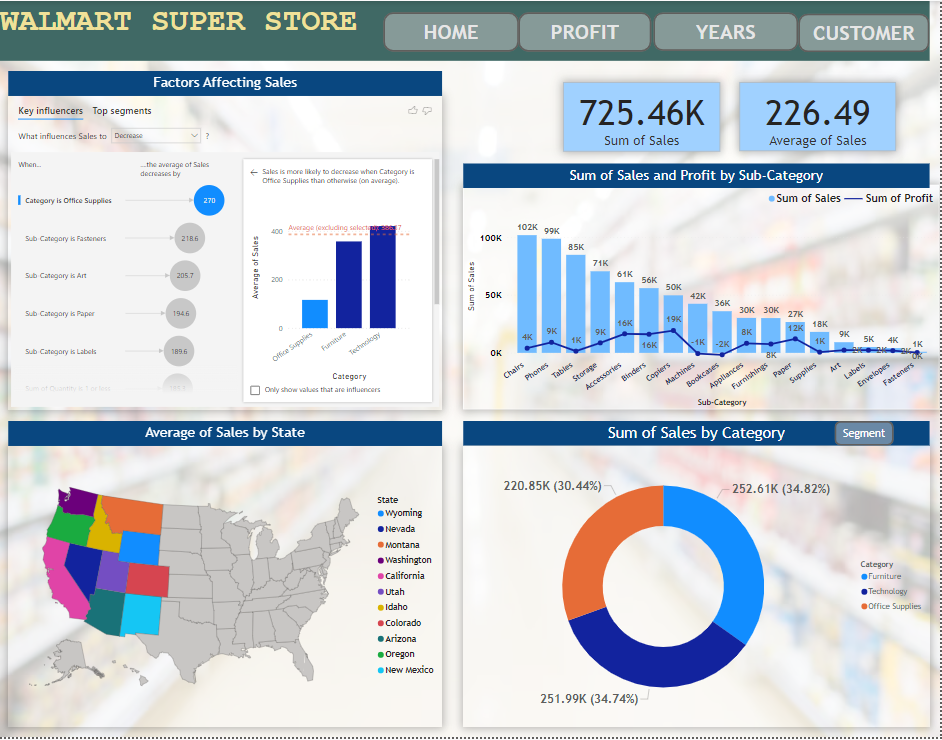 WALMART SUPER STORE
HOME
PROFIT
YEARS
CUSTOMER
Factors Affecting Sales
Key influencers Top segments
What influences Sales to Decrease ?
When...
...the average of Sales
decreases by
Category is Office Supplies 270
Sub-Category is Fasteners 218.6
Sub-Category is Art 205.7
Sub-Category is Paper 194.6
Sub-Category is Labels 189.6
Sum of Quantity is 1 or less
Sales is more likely to decrease when Category is
Office Supplies than otherwise (on average).
Average (excluding selected):
400
200
0
Average of Sales
Office Supplies
Furniture
Technology
Category
Only show values that are influencers
725.46K
Sum of Sales
226.49
Average of Sales
Sum of Sales and Profit by Sub-Category
Sum of Sales Sum of Profit
100K
50K
0K
Sum of Sales
102K 99K 85K 71K 61K 56K 50K 42K 36K 30K 30K 27K 18K 9K 5K 4K 1K
4K 9K 1K 9K 16K 16K 19K -1K -2K 8K 8K 12K 1K 0K
Chairs
Phones
Tables
Storage
Accessories
Binders
Copiers
Machines
Bookcases
Appliances
Furnishings
Paper
Supplies
Art
Labels
Envelopes
Fasteners
Sub-Category
Average of Sales by State
State
Wyoming
Nevada
Montana
Washington
California
Utah
Idaho
Colorado
Arizona
Oregon
New Mexico
Sum of Sales by Category
Segment
220.85K (30.44%)
252.61K (34.82%)
251.99K (34.74%)
Category
Furniture
Technology
Office Supplies